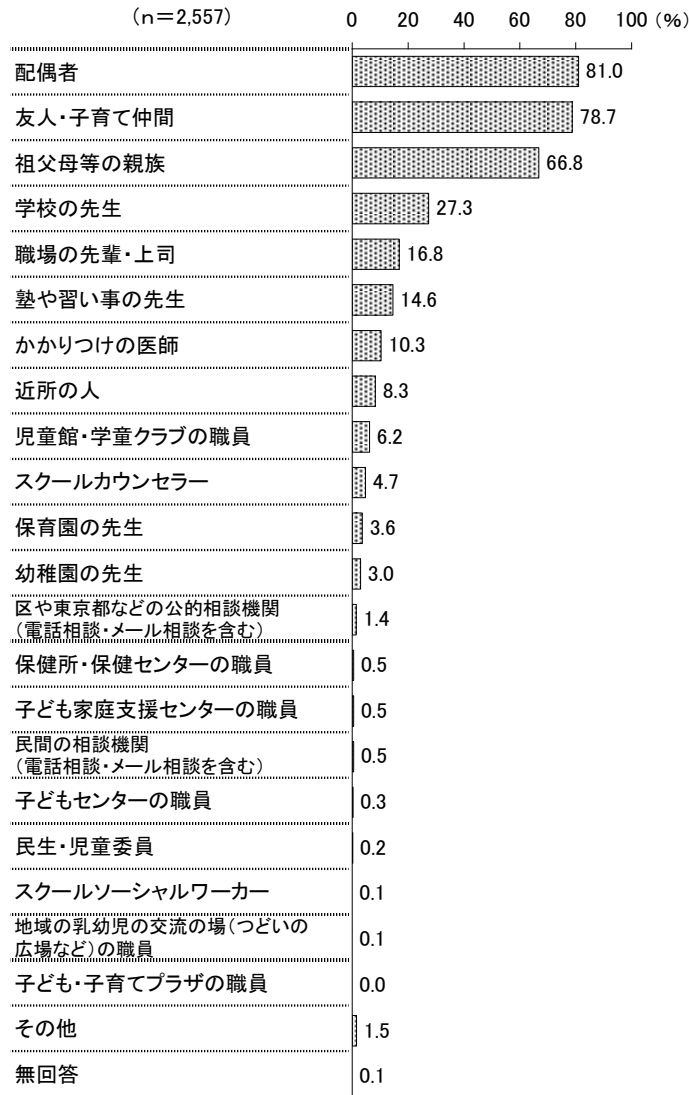 (n=2,557)
0 20 40 60 80 100 (%)
配偶者 81.0
友人・子育て仲間 78.7
祖父母等の親族 66.8
学校の先生 27.3
職場の先輩・上司 16.8
塾や習い事の先生 14.6
かかりつけの医師 10.3
近所の人 8.3
児童館・学童クラブの職員 6.2
スクールカウンセラー 4.7
保育園の先生 3.6
幼稚園の先生 3.0
区や東京都などの公的相談機関
(電話相談・メール相談を含む) 1.4
保健所・保健センターの職員 0.5
子ども家庭支援センターの職員 0.5
民間の相談機関
(電話相談・メール相談を含む) 0.5
子どもセンターの職員 0.3
民生・児童委員 0.2
スクールソーシャルワーカー 0.1
地域の乳幼児の交流の場(つどいの
広場など)の職員 0.1
子ども・子育てプラザの職員 0.0
その他 1.5
無回答 0.1